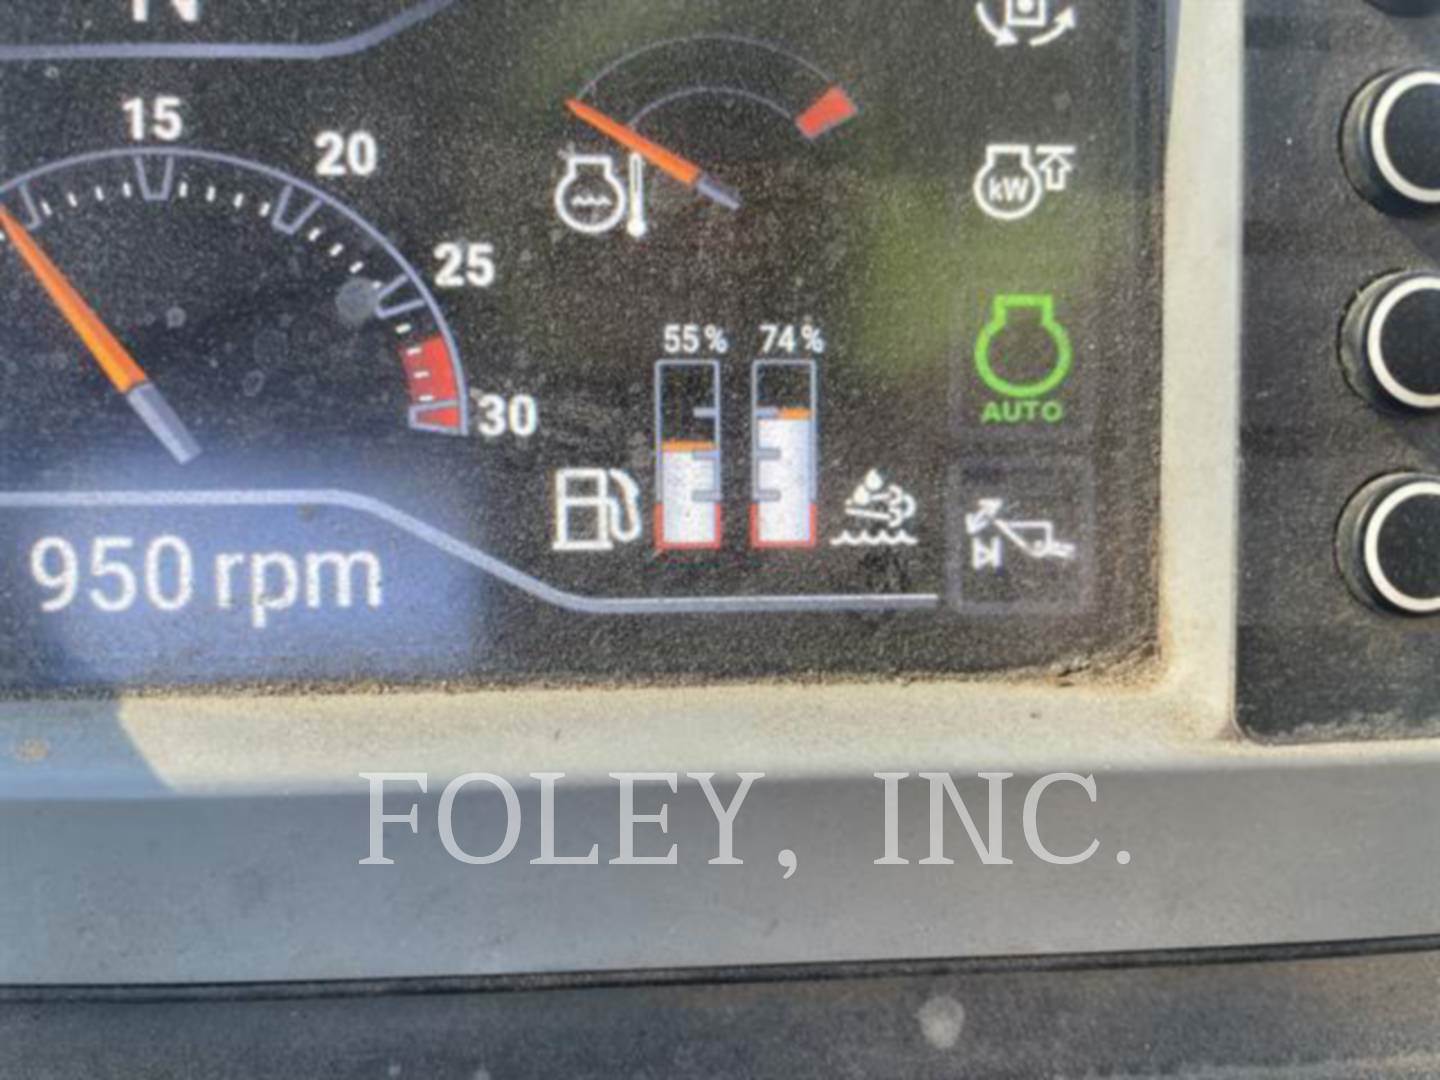 N
15
20
25
30
55%
74%
kW
AUTO
950 rpm
FOLEY, INC.